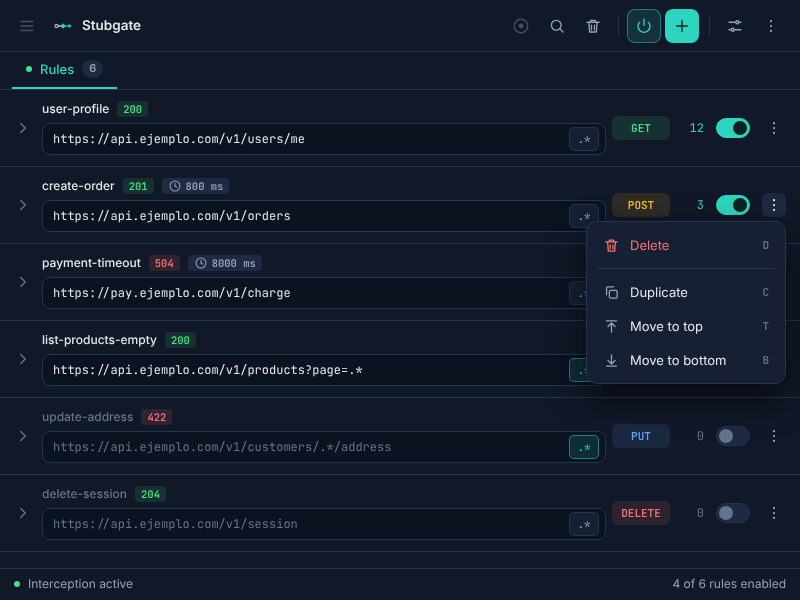 Stubgate
Rules 6
user-profile 200
https://api.ejemplo.com/v1/users/me .*
GET 12
create-order 201 800 ms
https://api.ejemplo.com/v1/orders .*
POST 3
payment-timeout 504 8000 ms
https://pay.ejemplo.com/v1/charge
list-products-empty 200
https://api.ejemplo.com/v1/products?page=.*
Delete D
Duplicate C
Move to top T
Move to bottom B
update-address 422
https://api.ejemplo.com/v1/customers/.*/address .*
PUT 0
delete-session 204
https://api.ejemplo.com/v1/session .*
DELETE 0
Interception active
4 of 6 rules enabled